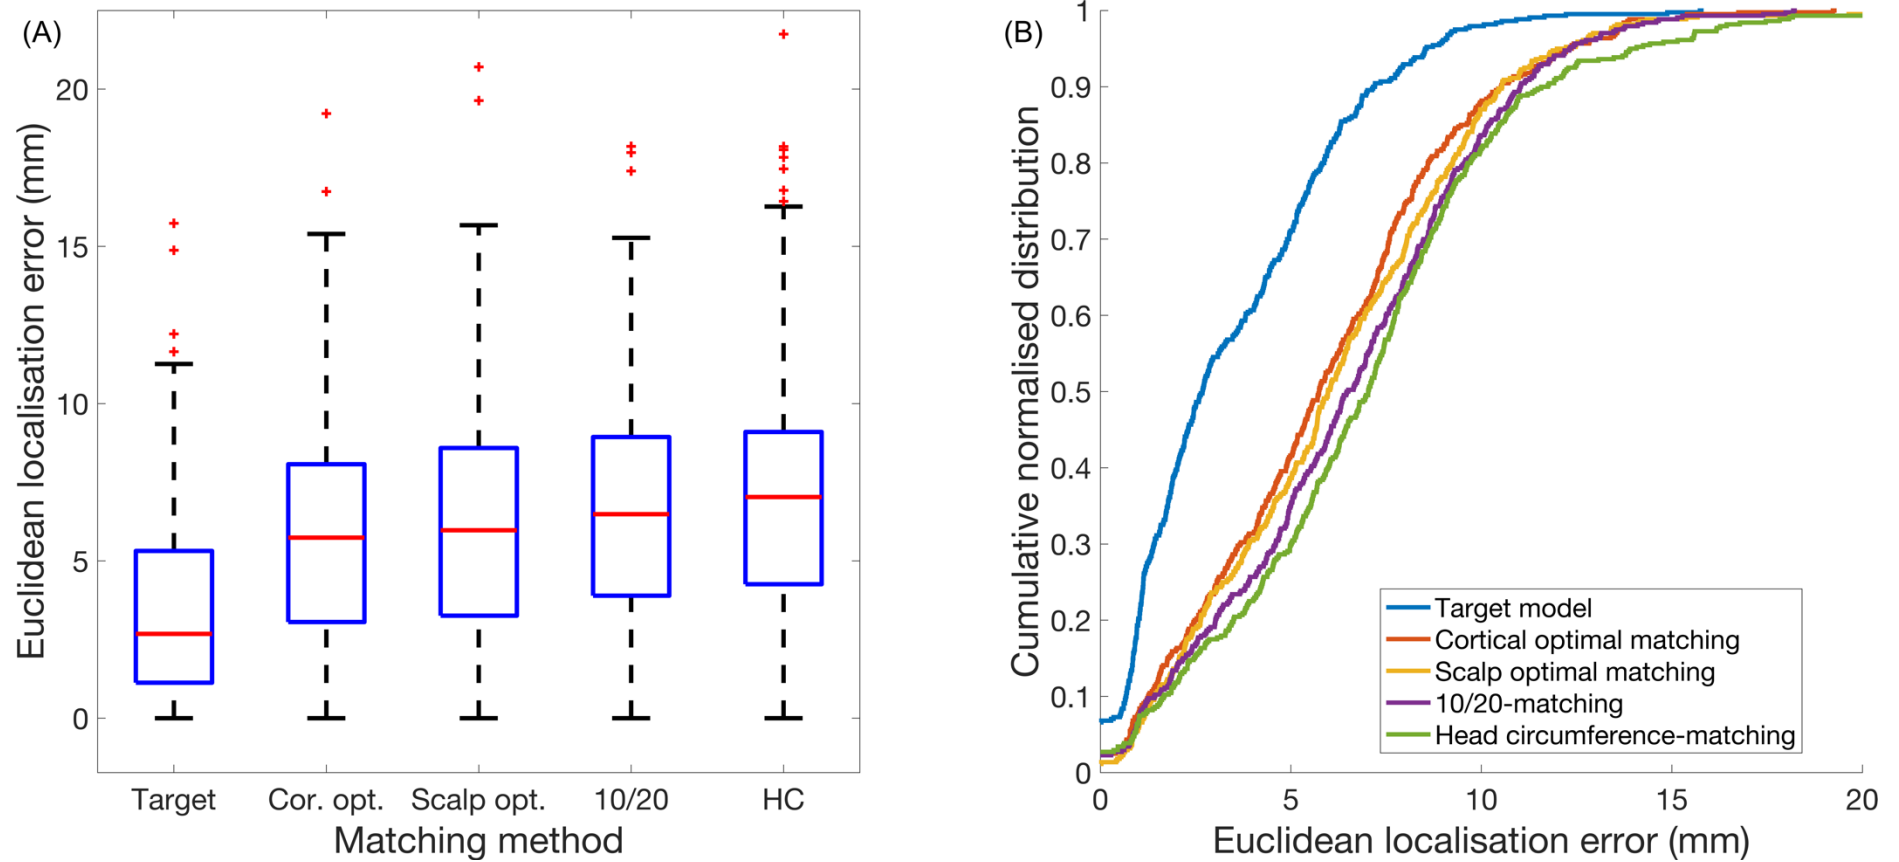 (A)
Euclidean localisation error (mm)
20
15
10
5
0
Target Cor. opt. Scalp opt. 10/20 HC
Matching method
(B)
Cumulative normalised distribution
1
0.9
0.8
0.7
0.6
0.5
0.4
0.3
0.2
0.1
0
Target model
Cortical optimal matching
Scalp optimal matching
10/20-matching
Head circumference-matching
0 5 10 15 20
Euclidean localisation error (mm)